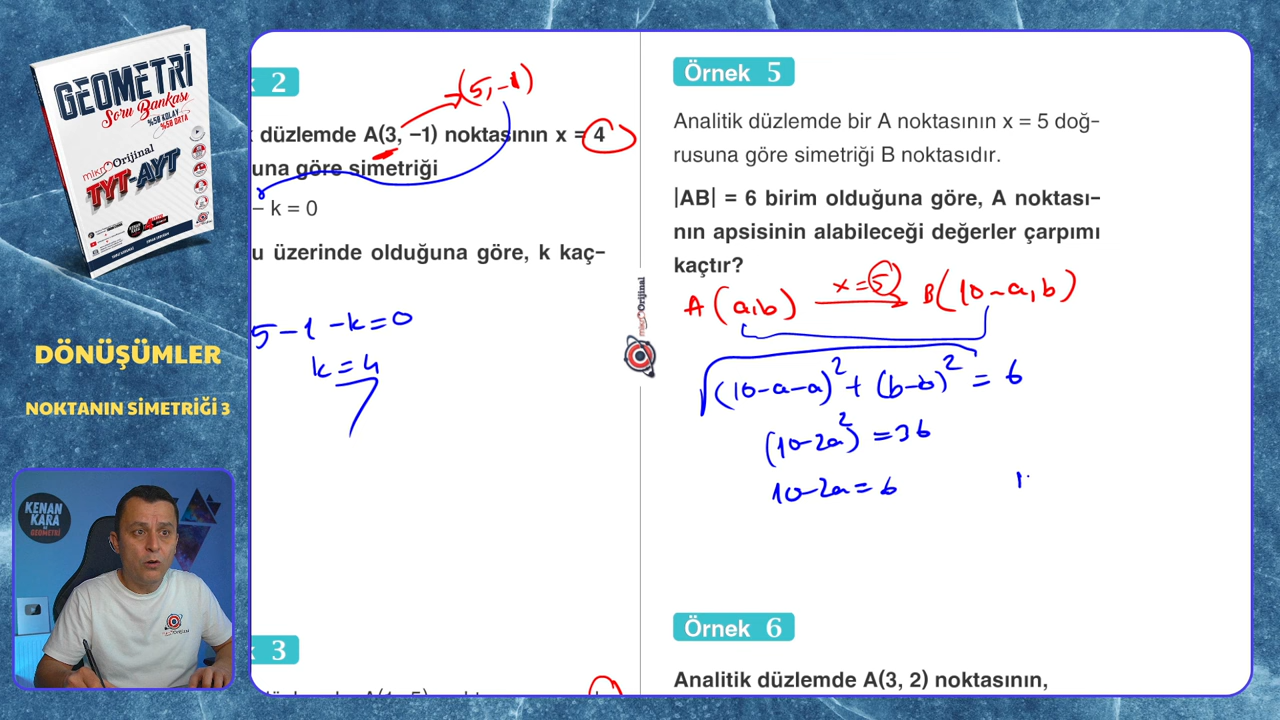 GEOMETRİ
Soru Bankası
%50 KOLAY
%50 ORTA
mikro Orijinal
TYT-AYT
DÖNÜŞÜMLER
NOKTANIN SİMETRİĞİ 3
KENAN
KARA
ile
GEOMETRİ
2
(5, -1)
düzlemde A(3, –1) noktasının x = 4
una göre simetriği
– k = 0
u üzerinde olduğuna göre, k kaç–
5 - 1 - k = 0
k = 4
3
mikro Orijinal
Örnek 5
Analitik düzlemde bir A noktasının x = 5 doğ–
rusuna göre simetriği B noktasıdır.
|AB| = 6 birim olduğuna göre, A noktası–
nın apsisinin alabileceği değerler çarpımı
kaçtır?
A(a,b) x=5 B(10-a,b)
√(10-a-a)² + (b-b)² = 6
(10-2a²) = 36
10-2a = 6
Örnek 6
Analitik düzlemde A(3, 2) noktasının,